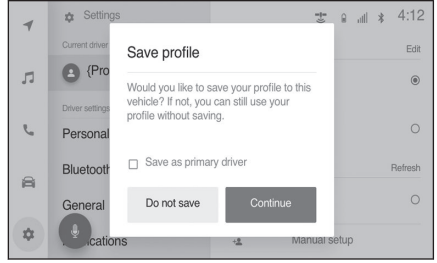 Settings
4:12
Current driver
Edit
{Pro
Driver settings
Personal
Bluetooth
Refresh
General
Manual setup
Save profile
Would you like to save your profile to this
vehicle? If not, you can still use your
profile without saving.
Save as primary driver
Do not save
Continue